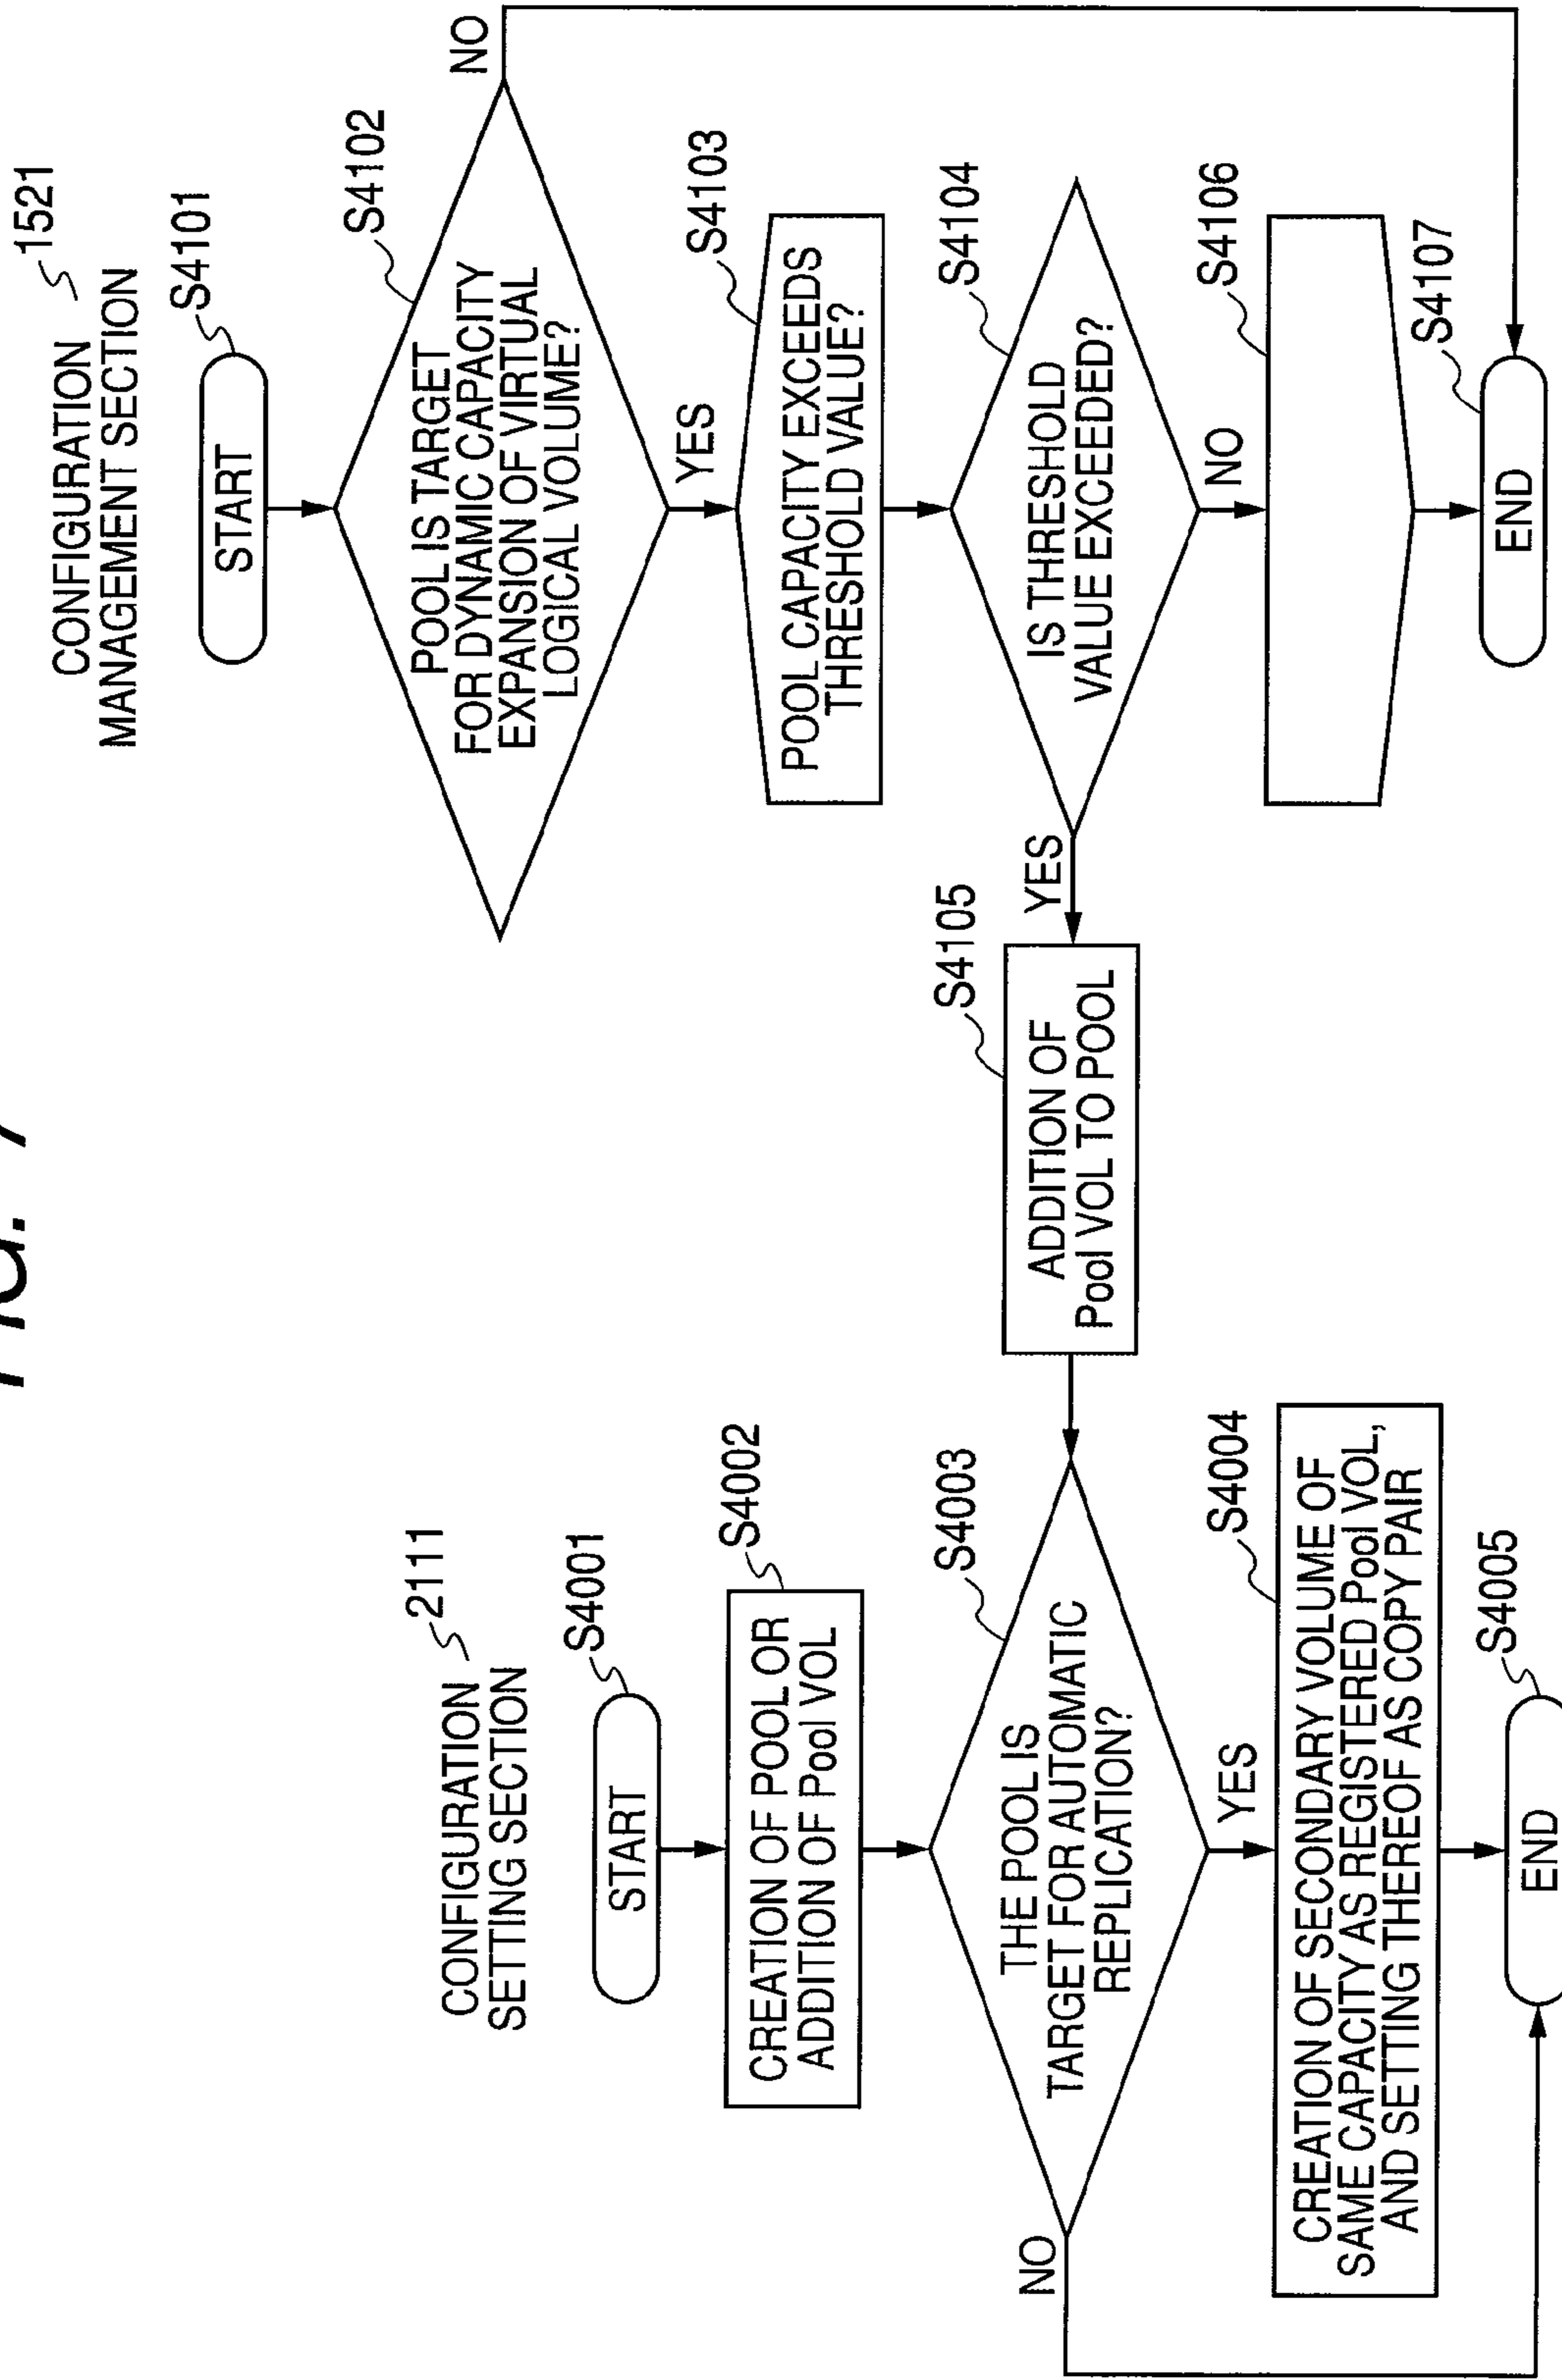 FIG. 7
CONFIGURATION
SETTING SECTION
2111
START
S4001
CREATION OF POOL OR
ADDITION OF Pool VOL
S4002
THE POOL IS
TARGET FOR AUTOMATIC
REPLICATION?
S4003
NO
YES
CREATION OF SECONDARY VOLUME OF
SAME CAPACITY AS REGISTERED Pool VOL,
AND SETTING THEREOF AS COPY PAIR
S4004
END
S4005
CONFIGURATION
MANAGEMENT SECTION
1521
START
S4101
POOL IS TARGET
FOR DYNAMIC CAPACITY
EXPANSION OF VIRTUAL
LOGICAL VOLUME?
S4102
NO
YES
POOL CAPACITY EXCEEDS
THRESHOLD VALUE?
S4103
IS THRESHOLD
VALUE EXCEEDED?
S4104
YES
NO
ADDITION OF
Pool VOL TO POOL
S4105
S4106
END
S4107